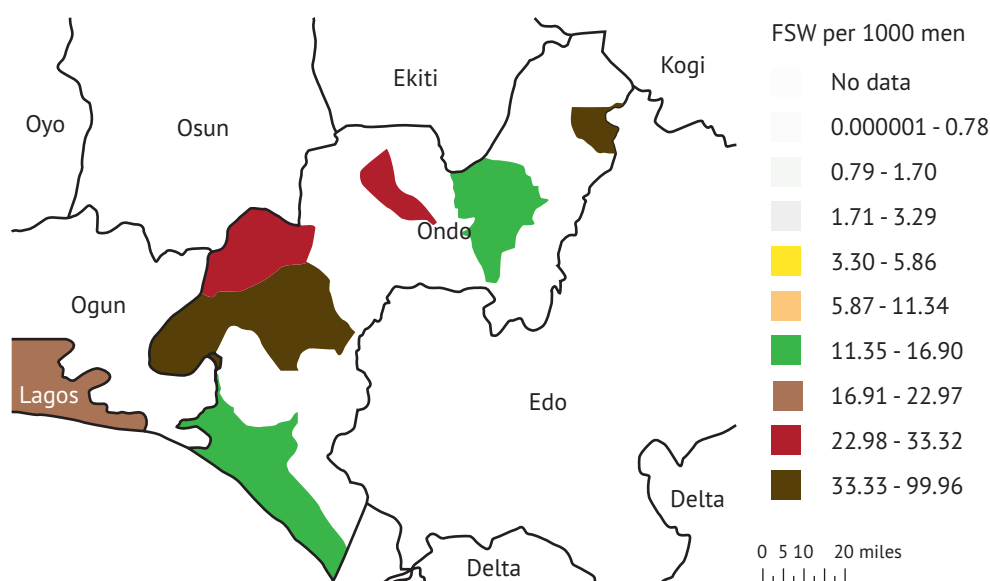 FSW per 1000 men
Kogi
Ekiti
No data
Oyo
Osun
0.000001 - 0.78
0.79 - 1.70
1.71 - 3.29
Ondo
3.30 - 5.86
Ogun
5.87 - 11.34
11.35 - 16.90
Lagos
Edo
16.91 - 22.97
22.98 - 33.32
33.33 - 99.96
Delta
0 5 10 20 miles
Delta